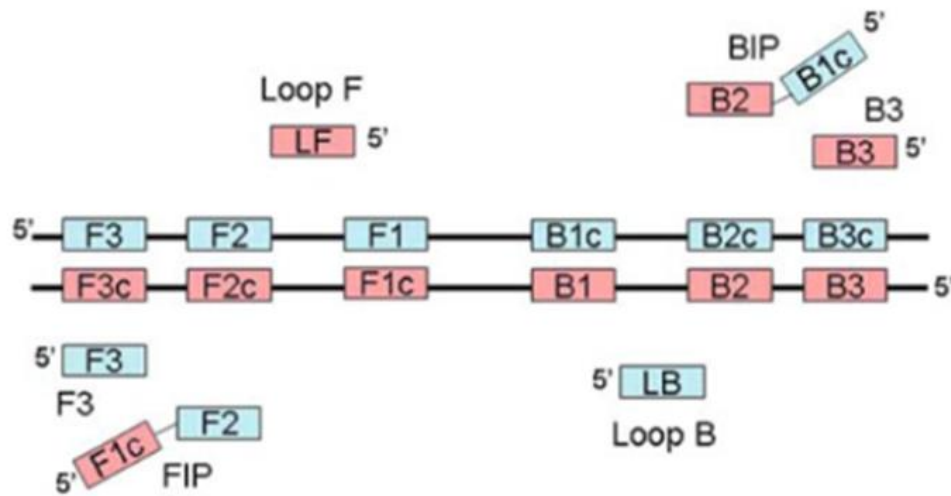 5'
BIP
B1c
Loop F
B2
B3
LF 5'
B3 5'
5' F3 F2 F1 B1c B2c B3c
F3c F2c F1c B1 B2 B3 5'
5' F3
5' LB
F3
F2
Loop B
F1c
5'
FIP